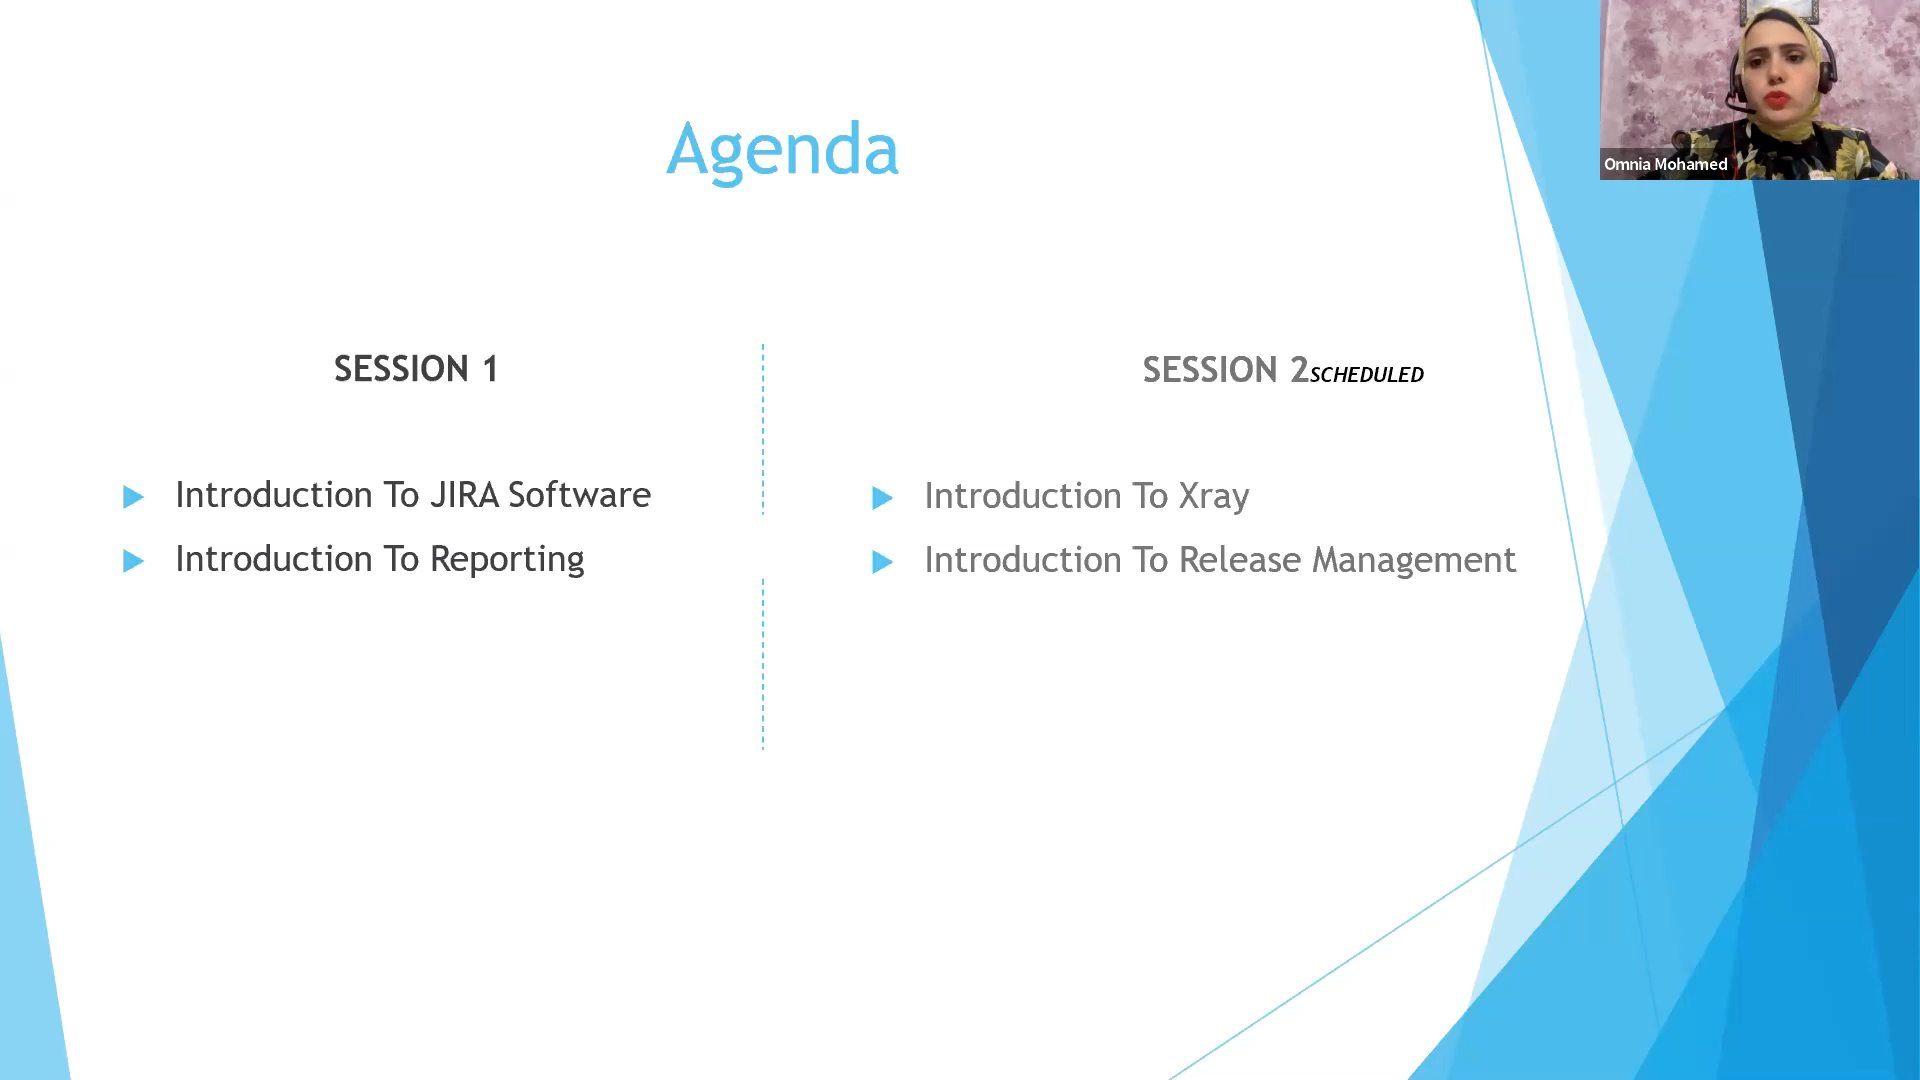 Agenda
Omnia Mohamed
SESSION 1
Introduction To JIRA Software
Introduction To Reporting
SESSION 2SCHEDULED
Introduction To Xray
Introduction To Release Management